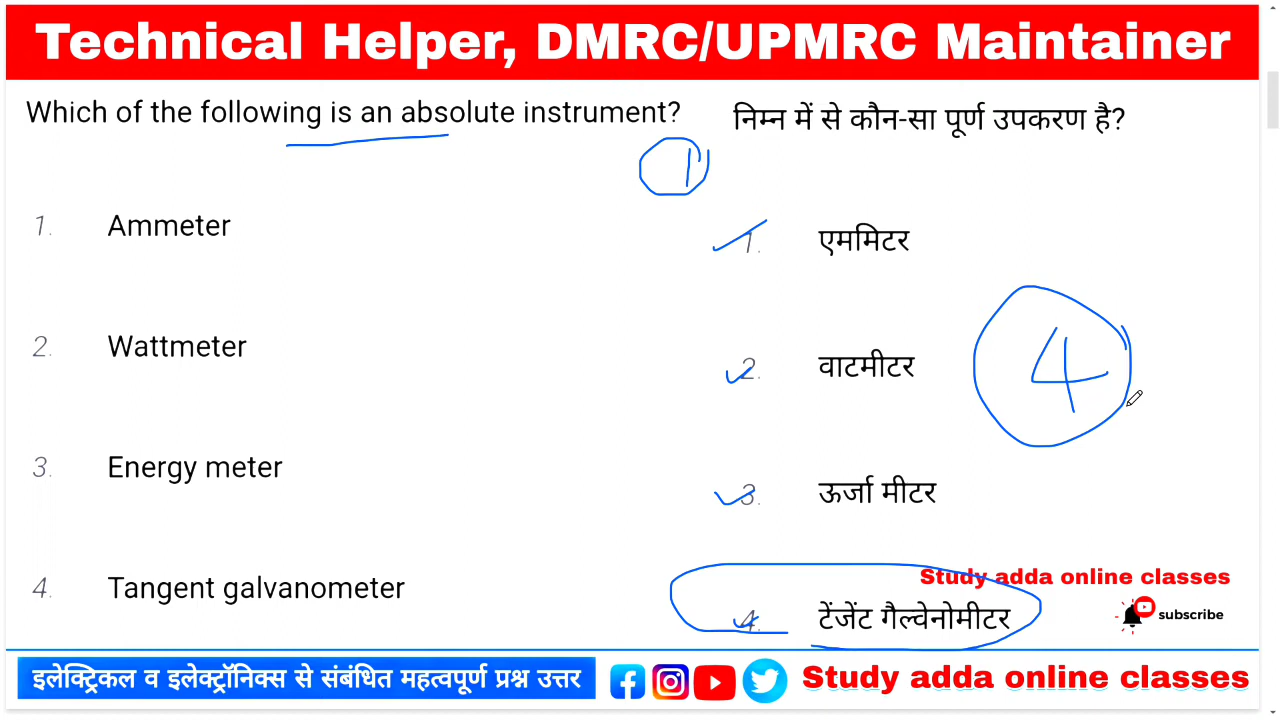 Technical Helper, DMRC/UPMRC Maintainer
Which of the following is an absolute instrument?
निम्न में से कौन-सा पूर्ण उपकरण है?
1
1. Ammeter
1. एममिटर
2. Wattmeter
2. वाटमीटर
4
3. Energy meter
3. ऊर्जा मीटर
4. Tangent galvanometer
4. टेंजेंट गैल्वेनोमीटर
Study adda online classes
subscribe
इलेक्ट्रिकल व इलेक्ट्रॉनिक्स से संबंधित महत्वपूर्ण प्रश्न उत्तर
Study adda online classes